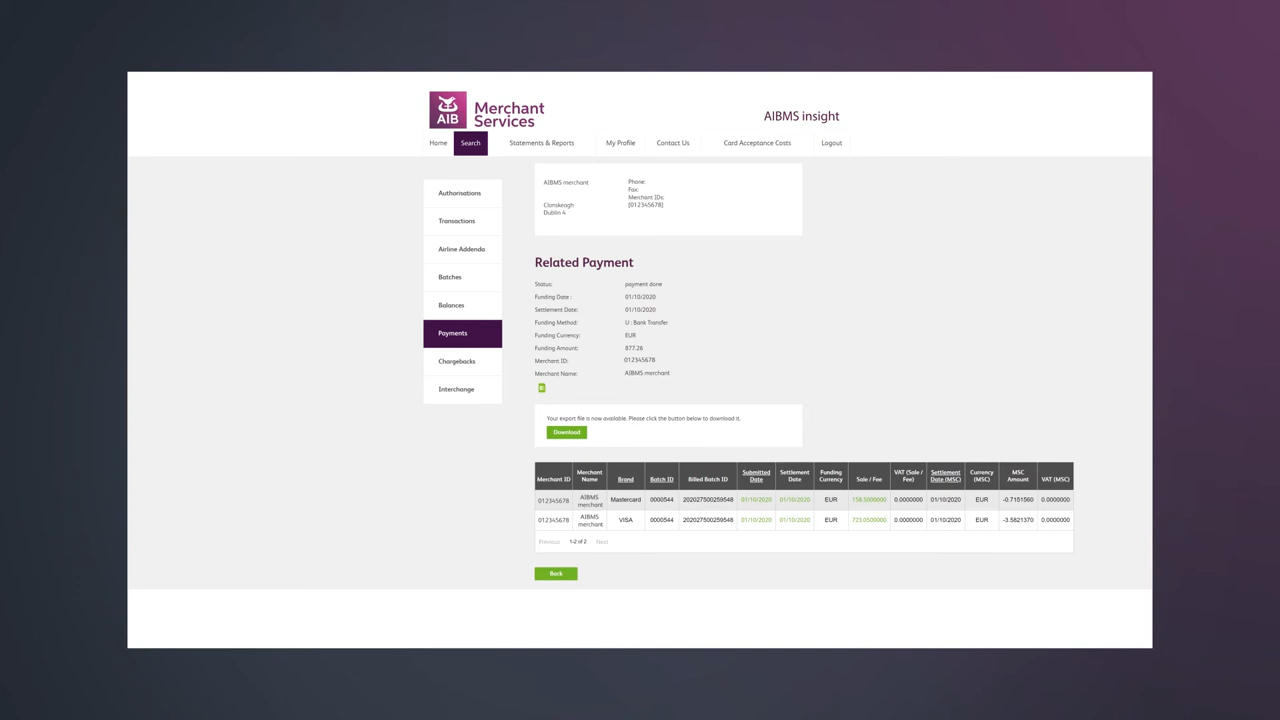 AIB
Merchant
Services
AIBMS insight
Home Search Statements & Reports My Profile Contact Us Card Acceptance Costs Logout
Authorisations
Transactions
Airline Addenda
Batches
Balances
Payments
Chargebacks
Interchange
AIBMS merchant
Clonskeagh
Dublin 4
Phone:
Fax:
Merchant IDs:
[012345678]
Related Payment
Status: payment done
Funding Date : 01/10/2020
Settlement Date: 01/10/2020
Funding Method: U : Bank Transfer
Funding Currency: EUR
Funding Amount: 877.26
Merchant ID: 012345678
Merchant Name: AIBMS merchant
Your export file is now available. Please click the button below to download it.
Download
Merchant ID Merchant Name Brand Batch ID Billed Batch ID Submitted Date Settlement Date Funding Currency Sale / Fee VAT (Sale / Fee) Settlement Date (MSC) Currency (MSC) MSC Amount VAT (MSC)
012345678 AIBMS merchant Mastercard 0000544 202027500259548 01/10/2020 01/10/2020 EUR 158.5000000 0.0000000 01/10/2020 EUR -0.7151560 0.0000000
012345678 AIBMS merchant VISA 0000544 202027500259548 01/10/2020 01/10/2020 EUR 723.0500000 0.0000000 01/10/2020 EUR -3.5821370 0.0000000
Previous 1-2 of 2 Next
Back